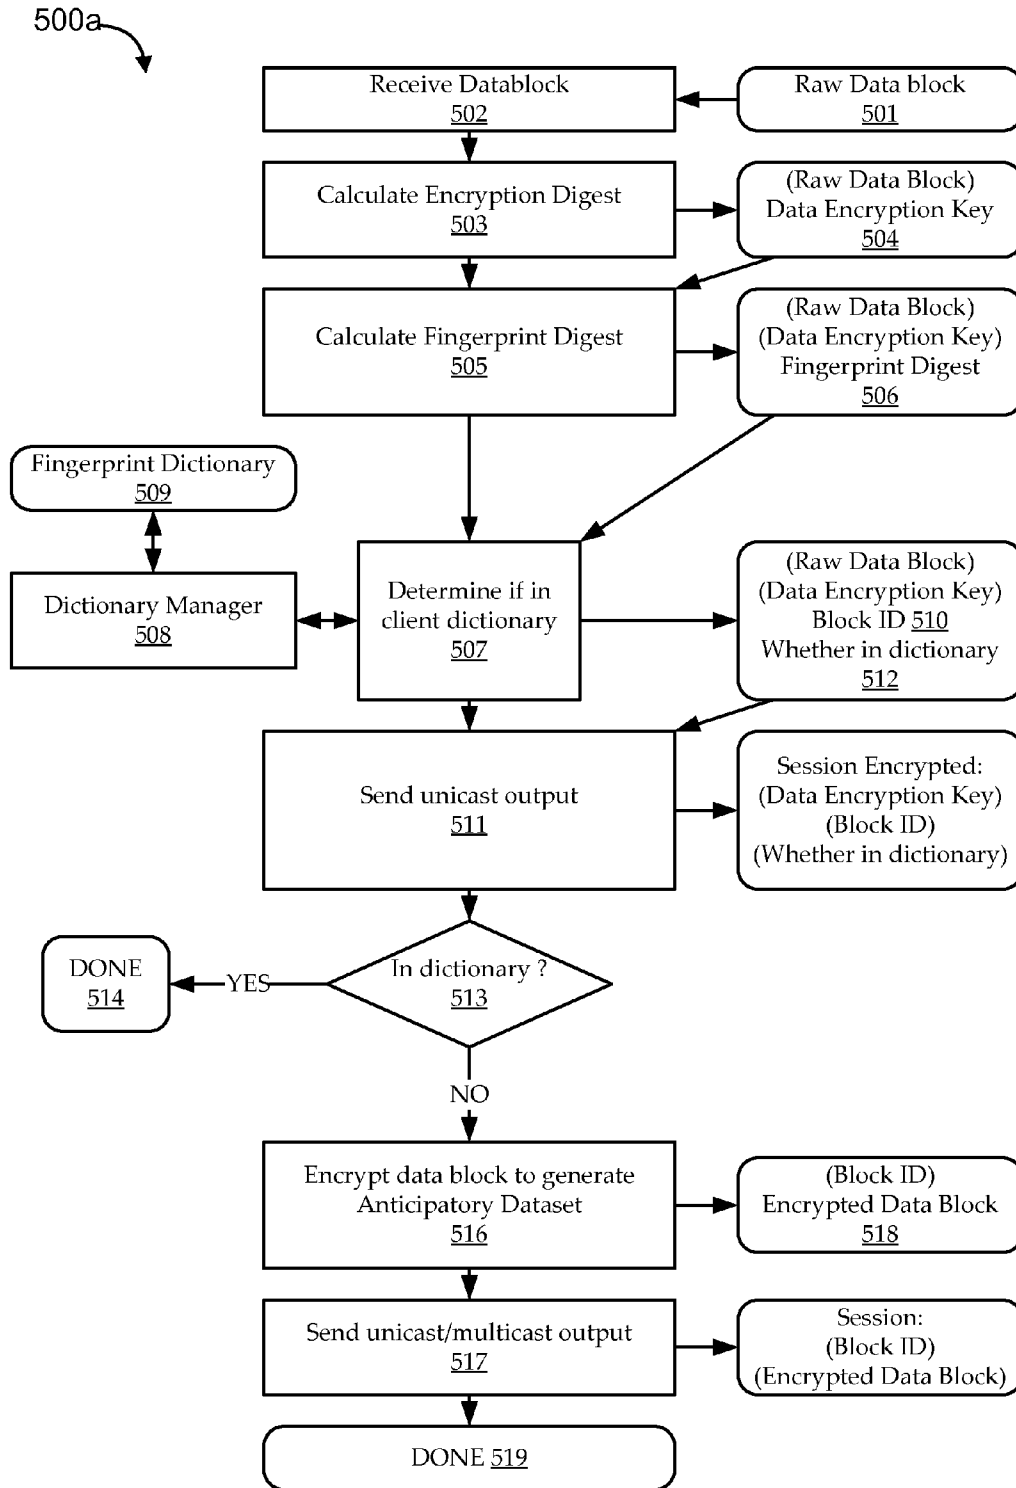 500a
Receive Datablock
502
Raw Data block
501
Calculate Encryption Digest
503
(Raw Data Block)
Data Encryption Key
504
Calculate Fingerprint Digest
505
(Raw Data Block)
(Data Encryption Key)
Fingerprint Digest
506
Fingerprint Dictionary
509
Dictionary Manager
508
Determine if in
client dictionary
507
(Raw Data Block)
(Data Encryption Key)
Block ID 510
Whether in dictionary
512
Send unicast output
511
Session Encrypted:
(Data Encryption Key)
(Block ID)
(Whether in dictionary)
In dictionary ?
513
YES
DONE
514
NO
Encrypt data block to generate
Anticipatory Dataset
516
(Block ID)
Encrypted Data Block
518
Send unicast/multicast output
517
Session:
(Block ID)
(Encrypted Data Block)
DONE 519